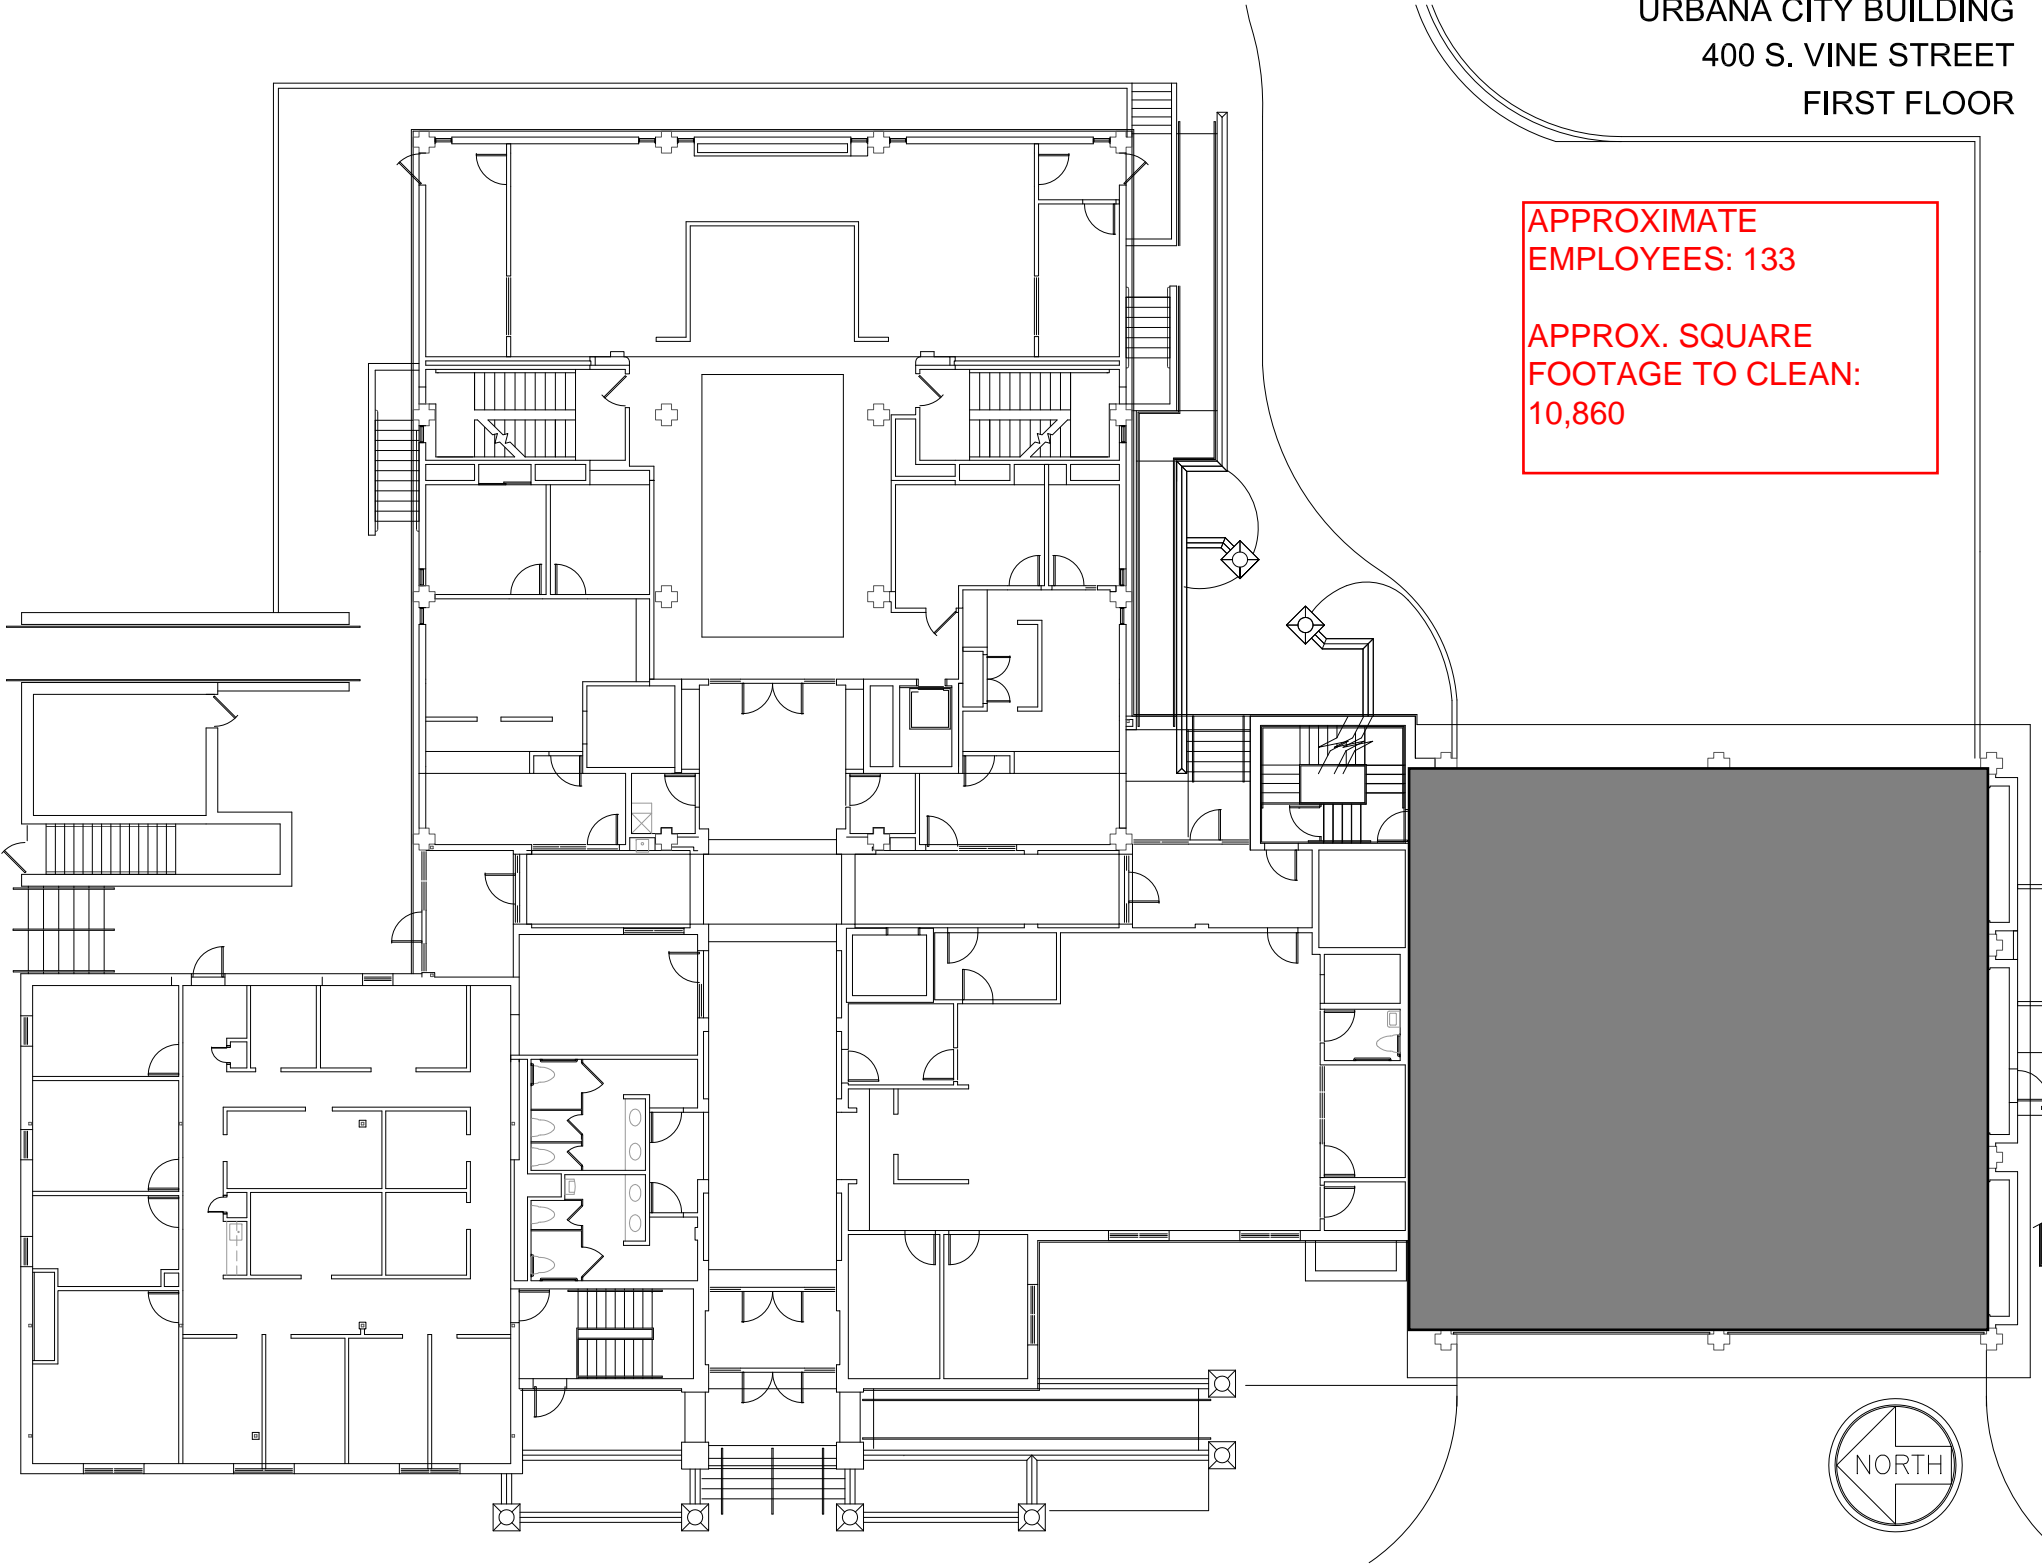 URBANA CITY BUILDING
400 S. VINE STREET
FIRST FLOOR
APPROXIMATE
EMPLOYEES: 133
APPROX. SQUARE
FOOTAGE TO CLEAN:
10,860
NORTH